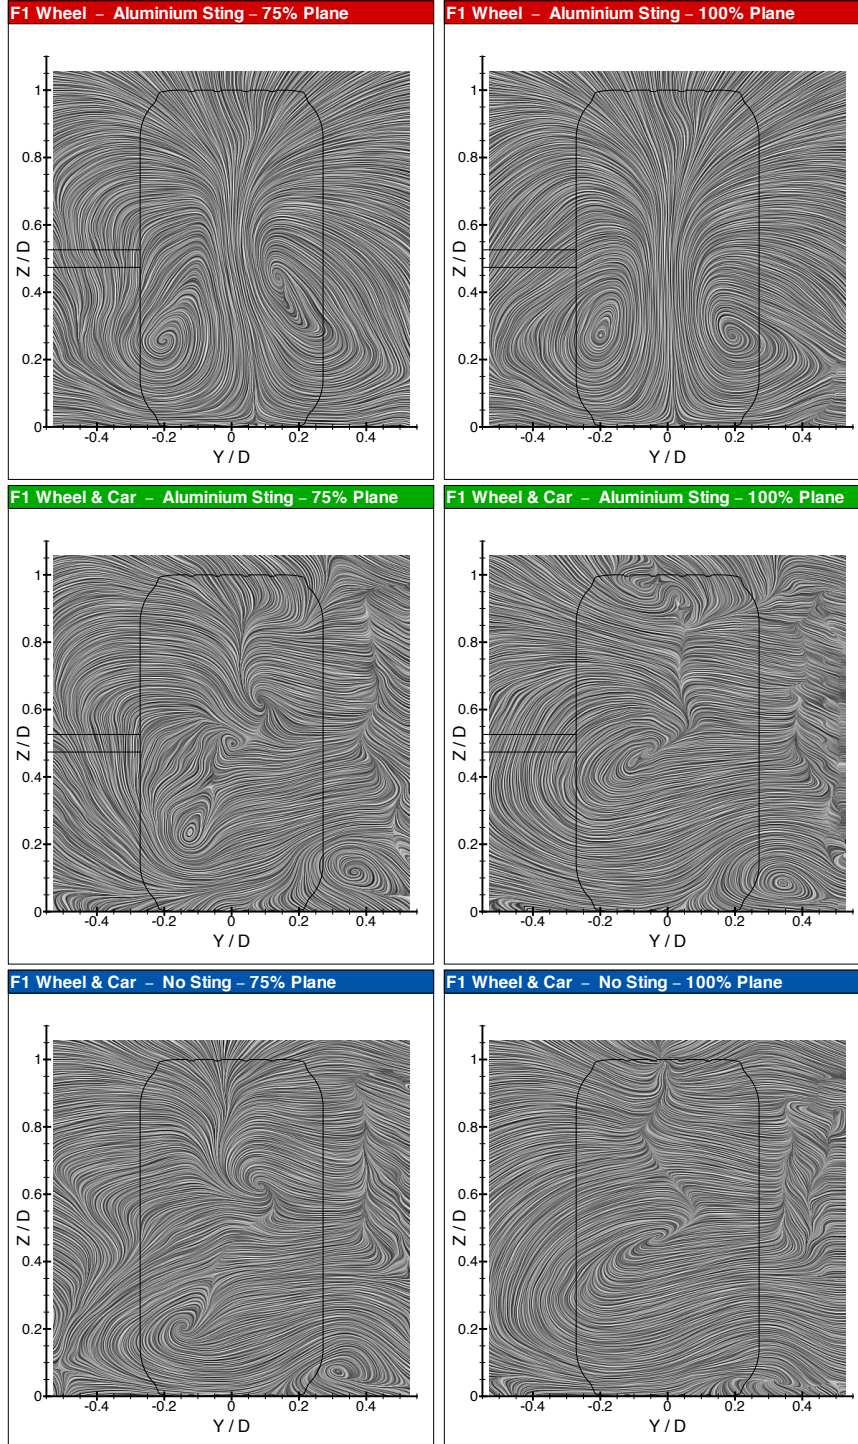 F1 Wheel – Aluminium Sting – 75% Plane
1
0.8
0.6
0.4
0.2
0
Z / D
-0.4 -0.2 0 0.2 0.4
Y / D
F1 Wheel – Aluminium Sting – 100% Plane
1
0.8
0.6
0.4
0.2
0
Z / D
-0.4 -0.2 0 0.2 0.4
Y / D
F1 Wheel & Car – Aluminium Sting – 75% Plane
1
0.8
0.6
0.4
0.2
0
Z / D
-0.4 -0.2 0 0.2 0.4
Y / D
F1 Wheel & Car – Aluminium Sting – 100% Plane
1
0.8
0.6
0.4
0.2
0
Z / D
-0.4 -0.2 0 0.2 0.4
Y / D
F1 Wheel & Car – No Sting – 75% Plane
1
0.8
0.6
0.4
0.2
0
Z / D
-0.4 -0.2 0 0.2 0.4
Y / D
F1 Wheel & Car – No Sting – 100% Plane
1
0.8
0.6
0.4
0.2
0
Z / D
-0.4 -0.2 0 0.2 0.4
Y / D